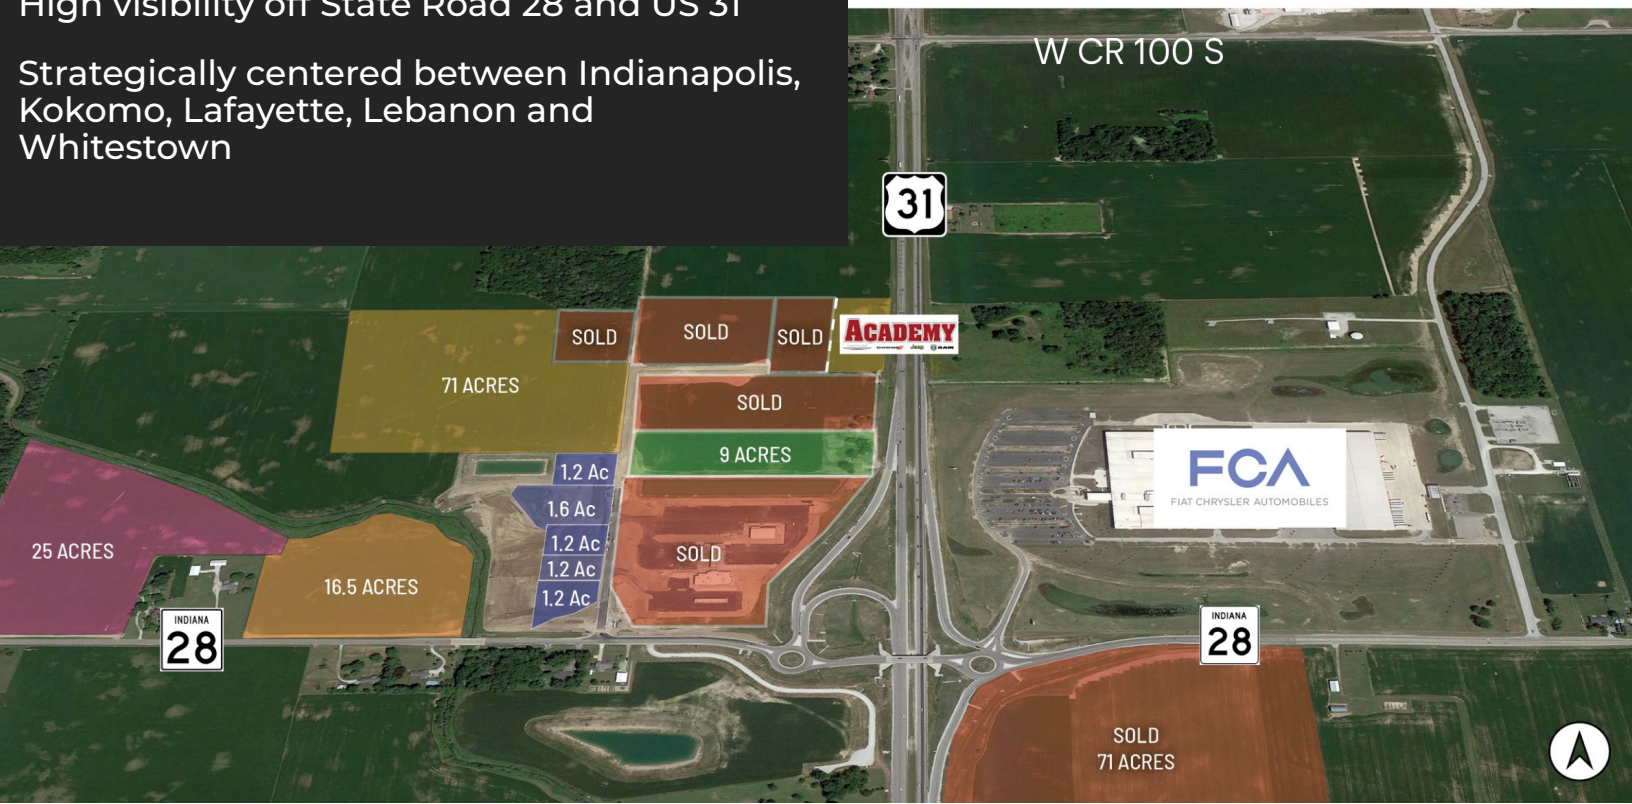 High visibility off State Road 28 and US 31
Strategically centered between Indianapolis,
Kokomo, Lafayette, Lebanon and
Whitestown
W CR 100 S
31
SOLD
SOLD
SOLD
ACADEMY
DODGE
Jeep
RAM
71 ACRES
SOLD
9 ACRES
1.2 Ac
1.6 Ac
1.2 Ac
1.2 Ac
1.2 Ac
SOLD
FCA
FIAT CHRYSLER AUTOMOBILES
25 ACRES
16.5 ACRES
INDIANA
28
INDIANA
28
SOLD
71 ACRES